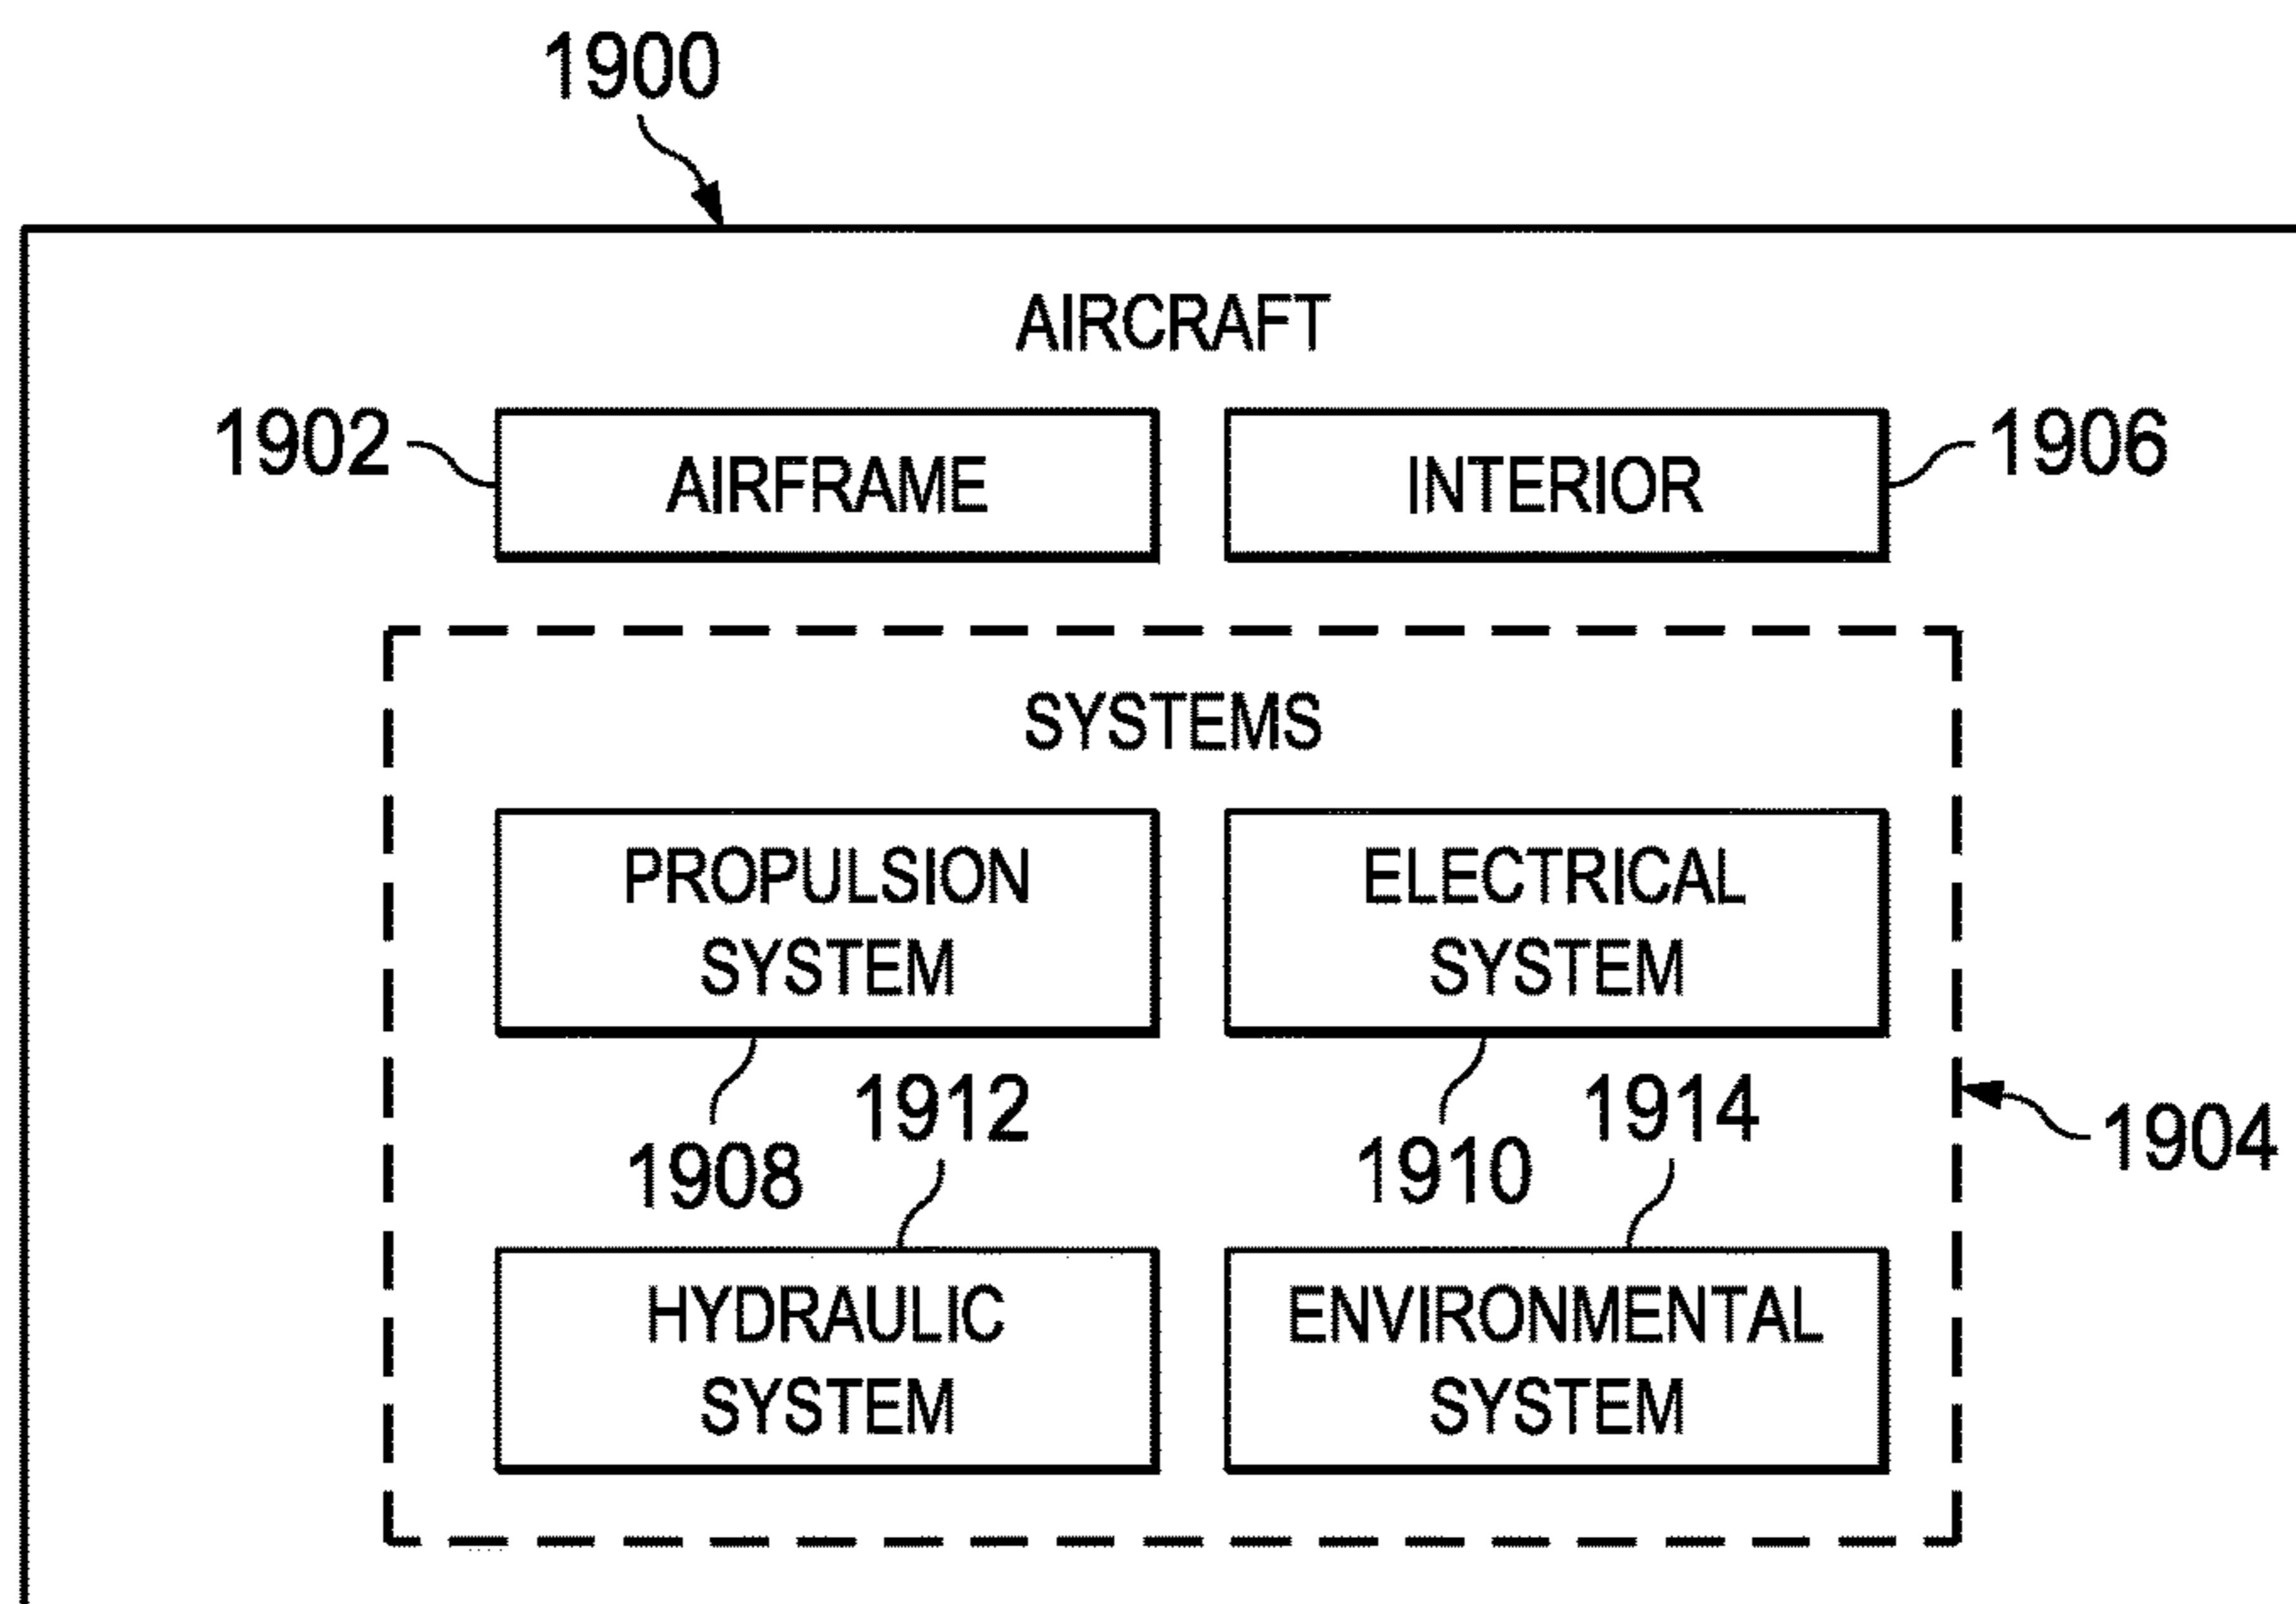 1900
AIRCRAFT
1902
AIRFRAME
INTERIOR
1906
SYSTEMS
PROPULSION
SYSTEM
ELECTRICAL
SYSTEM
1908
1912
1910
1914
1904
HYDRAULIC
SYSTEM
ENVIRONMENTAL
SYSTEM